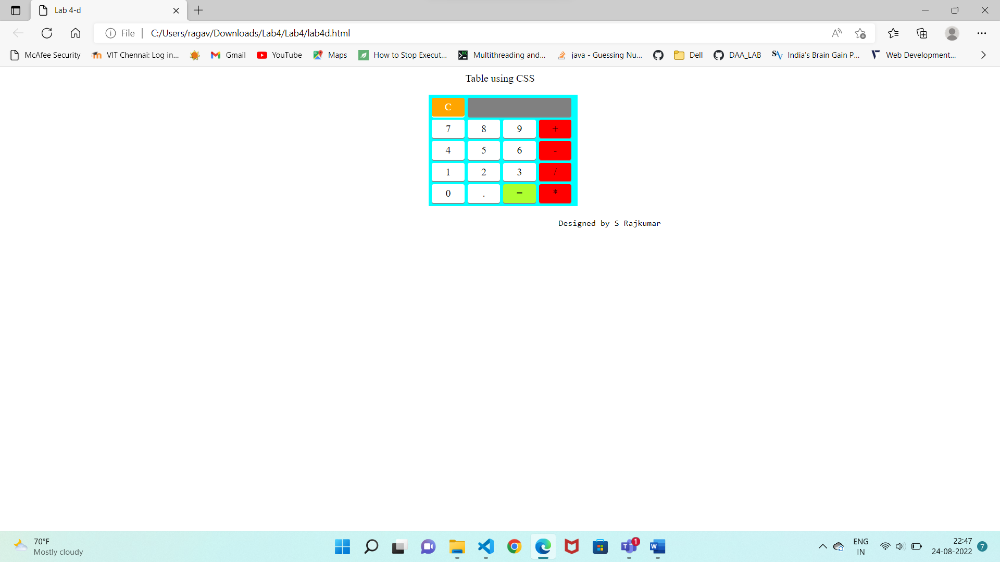 Lab 4-d
File C:/Users/ragav/Downloads/Lab4/Lab4/lab4d.html
McAfee Security VIT Chennai: Log in... Gmail YouTube Maps How to Stop Execut... Multithreading and... java - Guessing Nu... Dell DAA_LAB India's Brain Gain P... Web Development...
Table using CSS
C
7 8 9 +
4 5 6 -
1 2 3 /
0 . = *
Designed by S Rajkumar
70°F
Mostly cloudy
1
ENG
IN
22:47
24-08-2022
7